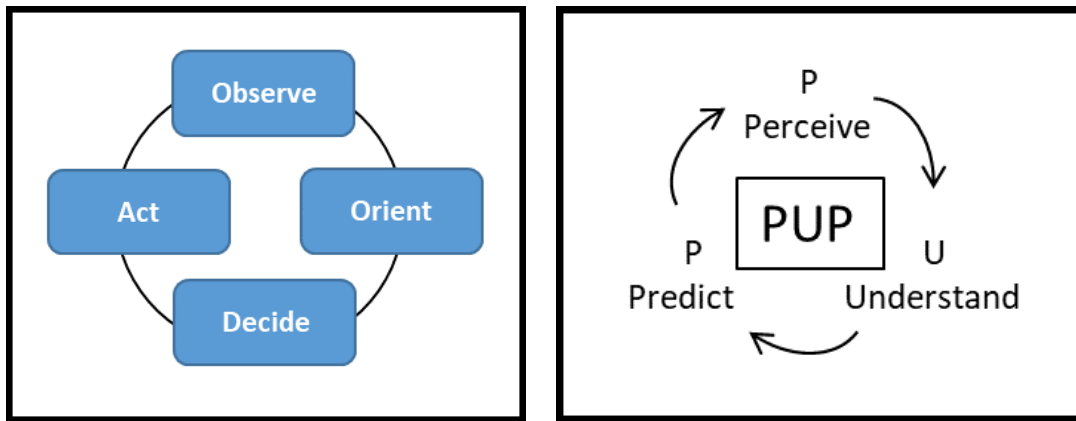 Observe
Act
Orient
Decide
P
Perceive
PUP
P
Predict
U
Understand